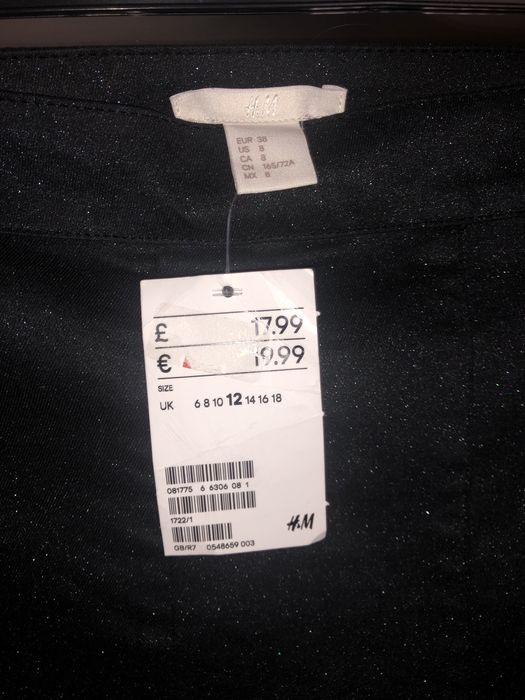 H&M
EUR 38
US 8
CA 8
CN 165/72A
MX 8
£ 17.99
€ 19.99
SIZE
UK 6 8 10 12 14 16 18
081775 6 6306 08 1
1722/1
H&M
GB/R7 0548659 003